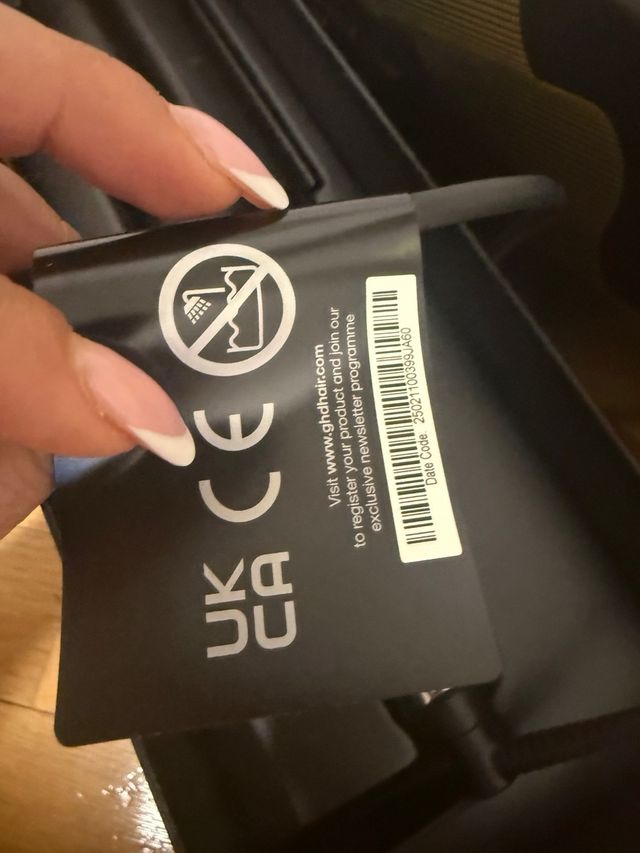 CE
UK
CA
Visit www.ghdhair.com
to register your product and join our
exclusive newsletter programme
Date Code: 25021100399JA60